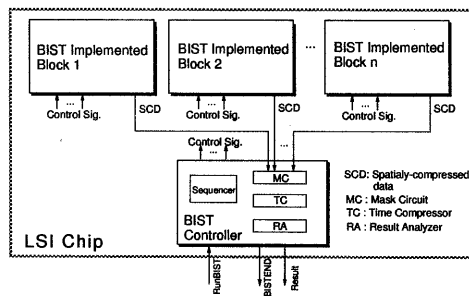 BIST Implemented
Block 1
BIST Implemented
Block 2
...
BIST Implemented
Block n
...
Control Sig.
SCD
...
Control Sig.
SCD
...
Control Sig.
SCD
Control Sig.
...
...
Sequencer
MC
TC
RA
BIST
Controller
SCD: Spatialy-compressed
data
MC : Mask Circuit
TC : Time Compressor
RA : Result Analyzer
LSI Chip
RunBIST
BISTEND
Result